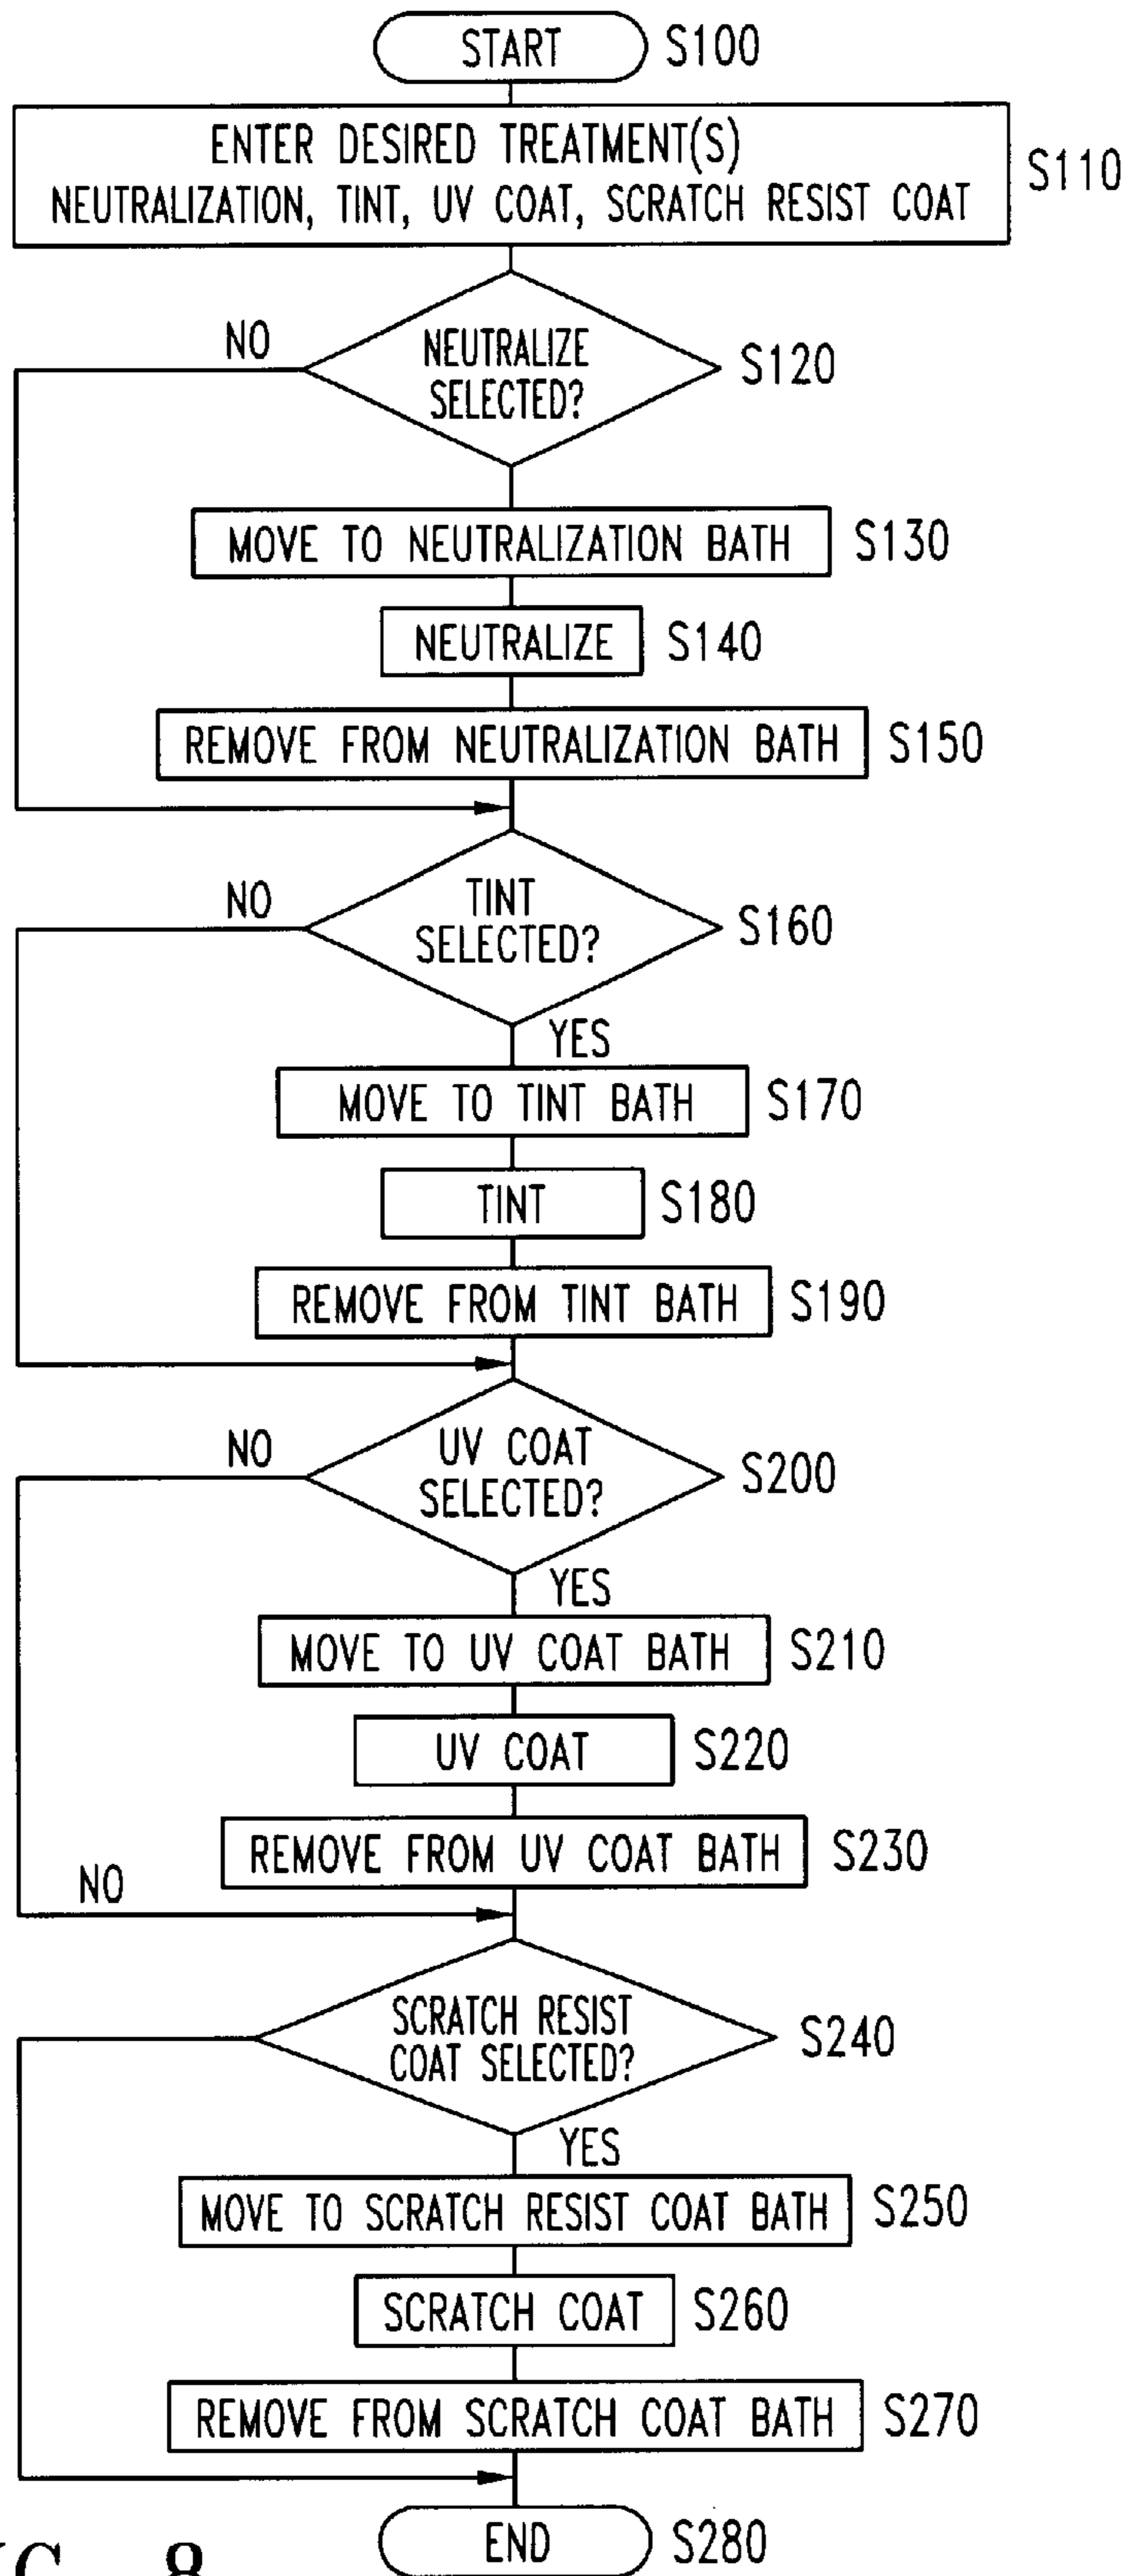 START S100
ENTER DESIRED TREATMENT(S)
NEUTRALIZATION, TINT, UV COAT, SCRATCH RESIST COAT
S110
NO
NEUTRALIZE
SELECTED?
S120
MOVE TO NEUTRALIZATION BATH S130
NEUTRALIZE S140
REMOVE FROM NEUTRALIZATION BATH S150
NO
TINT
SELECTED?
S160
YES
MOVE TO TINT BATH S170
TINT S180
REMOVE FROM TINT BATH S190
NO
UV COAT
SELECTED?
S200
YES
MOVE TO UV COAT BATH S210
UV COAT S220
REMOVE FROM UV COAT BATH S230
NO
SCRATCH RESIST
COAT SELECTED?
S240
YES
MOVE TO SCRATCH RESIST COAT BATH S250
SCRATCH COAT S260
REMOVE FROM SCRATCH COAT BATH S270
END S280
8